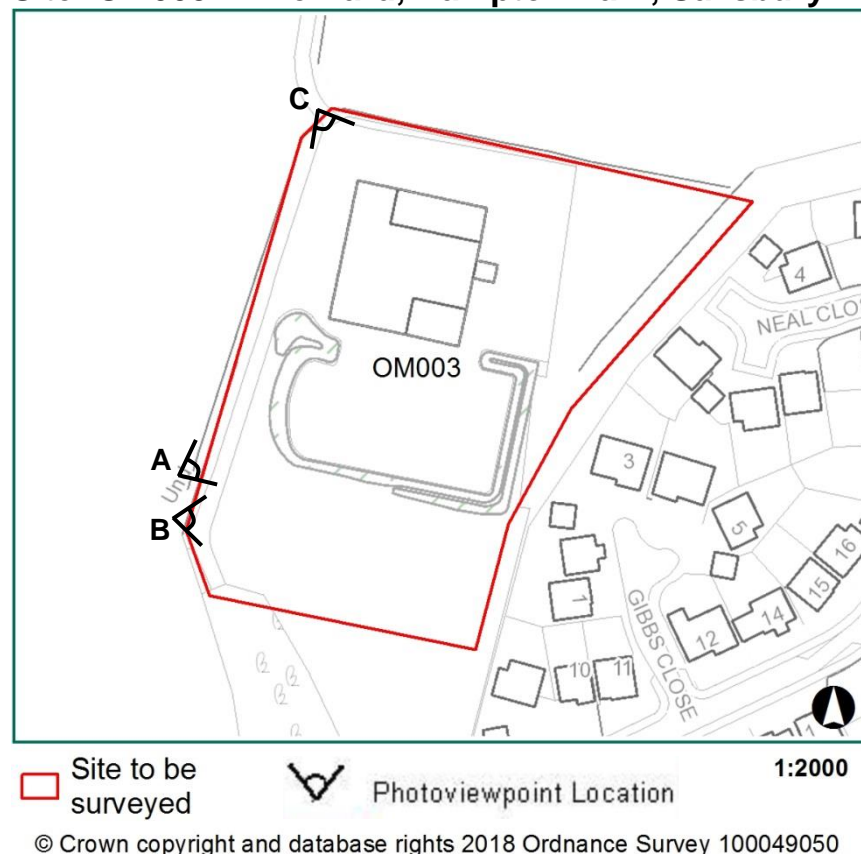 C
4
NEAL CLO
OM003
A
3
Un
B
5
16
1
15
GIBBS CLOSE
14
12
10
11
Site to be
surveyed
Photoviewpoint Location
1:2000
© Crown copyright and database rights 2018 Ordnance Survey 100049050